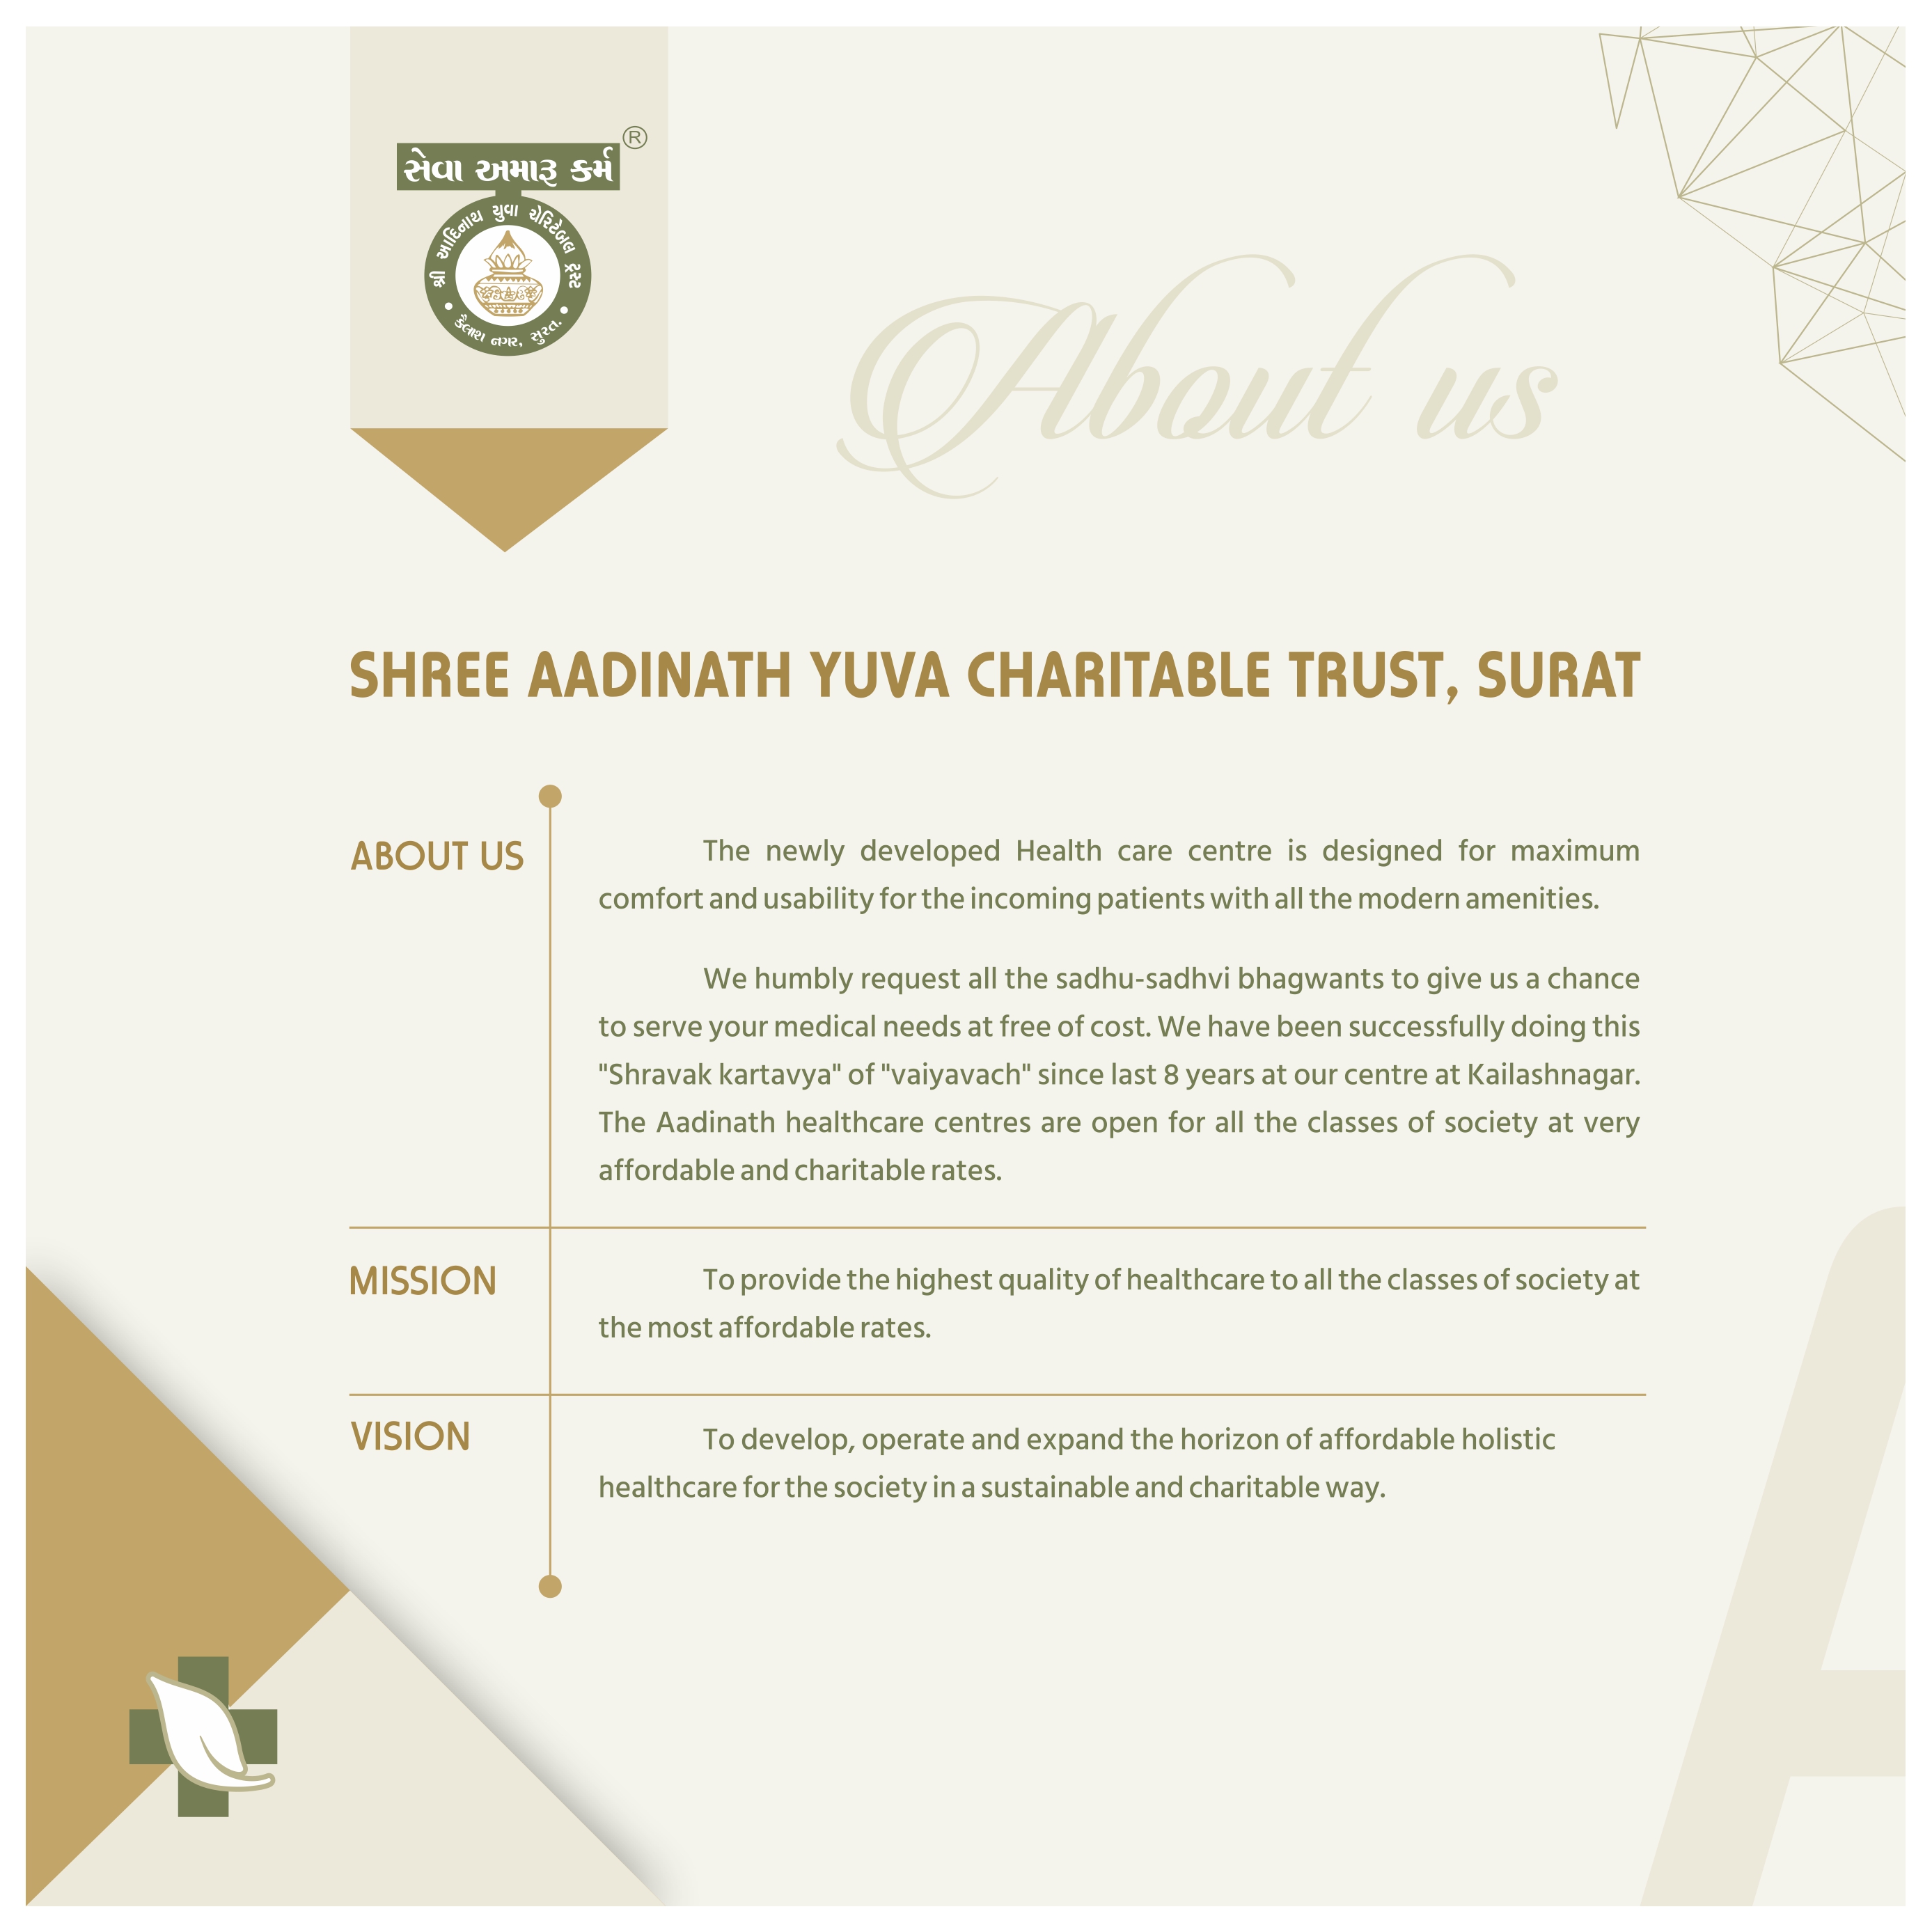 સેવા અમારૂ કર્મ
®
શ્રી આદિનાથ યુવા ચેરિટેબલ ટ્રસ્ટ
કૈલાશ નગર, સુરત.
About us
SHREE AADINATH YUVA CHARITABLE TRUST, SURAT
ABOUT US
The newly developed Health care centre is designed for maximum
comfort and usability for the incoming patients with all the modern amenities.
We humbly request all the sadhu-sadhvi bhagwants to give us a chance
to serve your medical needs at free of cost. We have been successfully doing this
"Shravak kartavya" of "vaiyavach" since last 8 years at our centre at Kailashnagar.
The Aadinath healthcare centres are open for all the classes of society at very
affordable and charitable rates.
MISSION
To provide the highest quality of healthcare to all the classes of society at
the most affordable rates.
VISION
To develop, operate and expand the horizon of affordable holistic
healthcare for the society in a sustainable and charitable way.
A